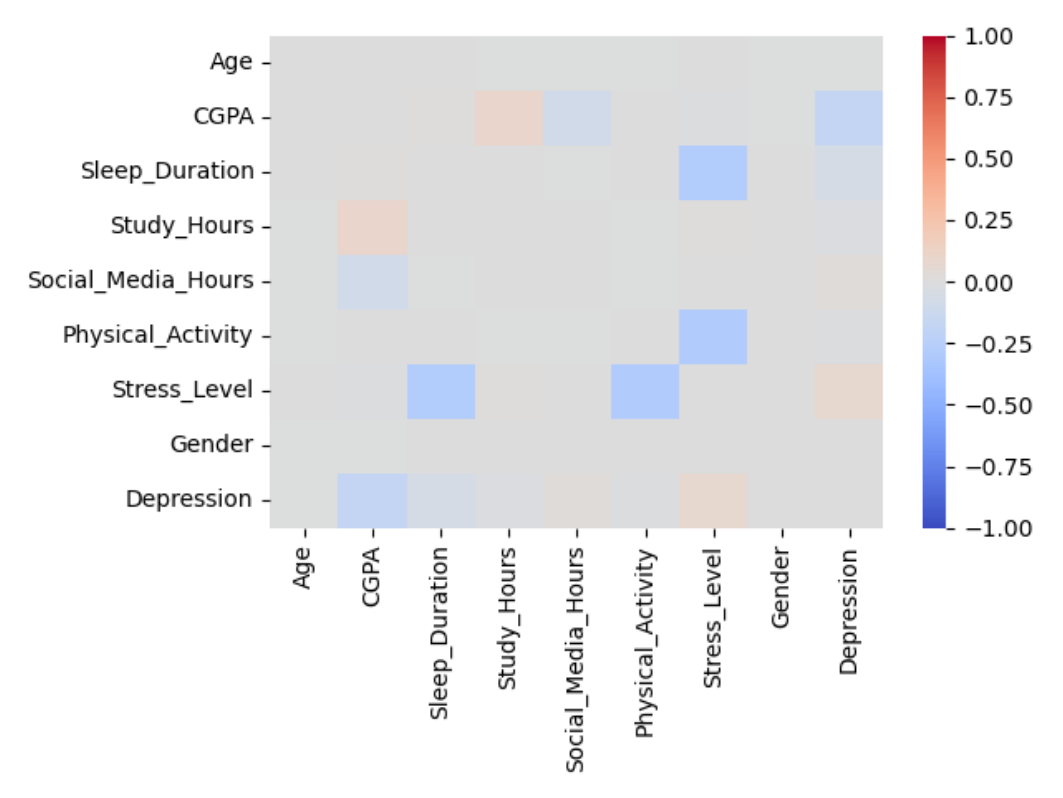 Age
CGPA
Sleep_Duration
Study_Hours
Social_Media_Hours
Physical_Activity
Stress_Level
Gender
Depression
Age
CGPA
Sleep_Duration
Study_Hours
Social_Media_Hours
Physical_Activity
Stress_Level
Gender
Depression
1.00
0.75
0.50
0.25
0.00
−0.25
−0.50
−0.75
−1.00